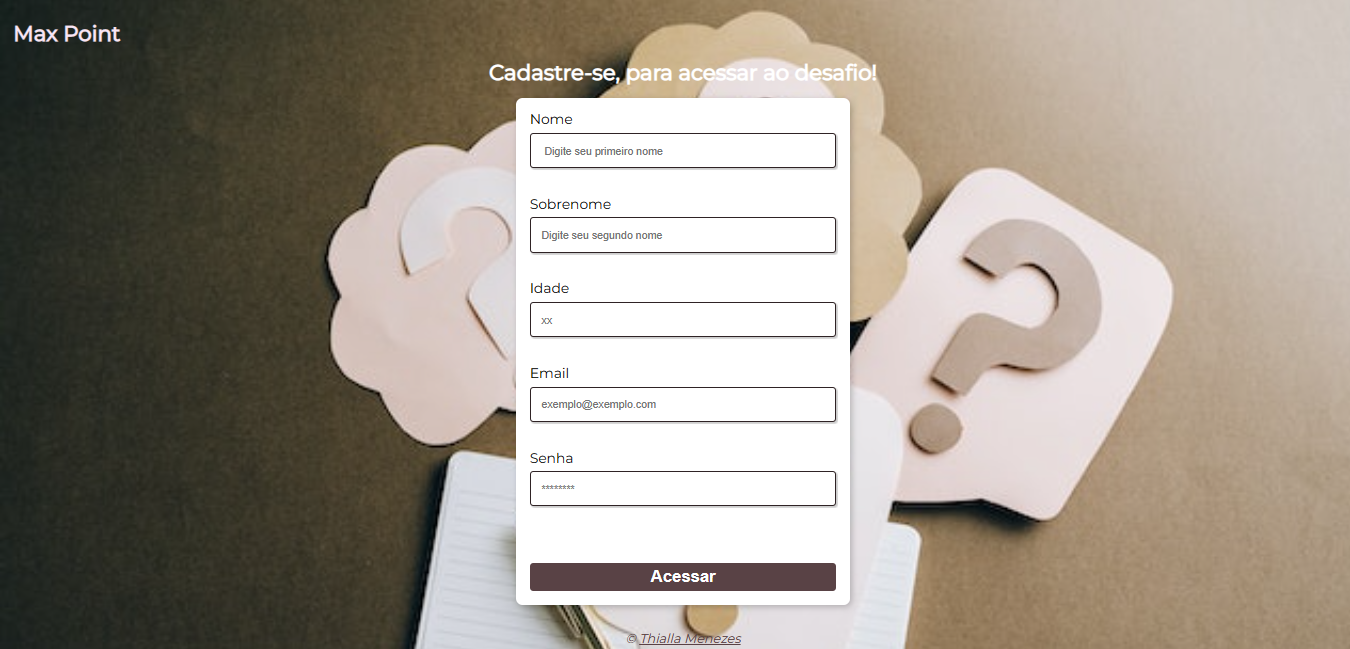 Max Point
Cadastre-se, para acessar ao desafio!
Nome
Digite seu primeiro nome
Sobrenome
Digite seu segundo nome
Idade
xx
Email
exemplo@exemplo.com
Senha
********
Acessar
© Thialla Menezes